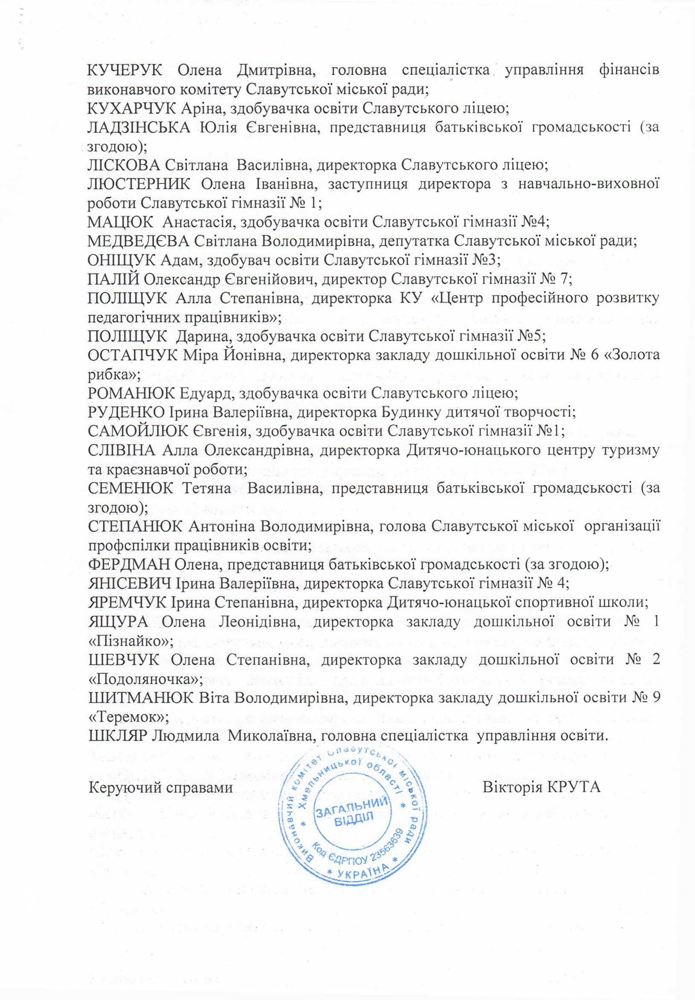 КУЧЕРУК Олена Дмитрівна, головна спеціалістка управління фінансів
виконавчого комітету Славутської міської ради;
КУХАРЧУК Аріна, здобувачка освіти Славутського ліцею;
ЛАДЗІНСЬКА Юлія Євгенівна, представниця батьківської громадськості (за
згодою);
ЛІСКОВА Світлана Василівна, директорка Славутського ліцею;
ЛЮСТЕРНИК Олена Іванівна, заступниця директора з навчально-виховної
роботи Славутської гімназії № 1;
МАЦЮК Анастасія, здобувачка освіти Славутської гімназії №4;
МЕДВЕДЄВА Світлана Володимирівна, депутатка Славутської міської ради;
ОНІЩУК Адам, здобувач освіти Славутської гімназії №3;
ПАЛІЙ Олександр Євгенійович, директор Славутської гімназії № 7;
ПОЛІЩУК Алла Степанівна, директорка КУ «Центр професійного розвитку
педагогічних працівників»;
ПОЛІЩУК Дарина, здобувачка освіти Славутської гімназії №5;
ОСТАПЧУК Міра Йонівна, директорка закладу дошкільної освіти № 6 «Золота
рибка»;
РОМАНЮК Едуард, здобувачка освіти Славутського ліцею;
РУДЕНКО Ірина Валеріївна, директорка Будинку дитячої творчості;
САМОЙЛЮК Євгенія, здобувачка освіти Славутської гімназії №1;
СЛІВІНА Алла Олександрівна, директорка Дитячо-юнацького центру туризму
та краєзнавчої роботи;
СЕМЕНЮК Тетяна Василівна, представниця батьківської громадськості (за
згодою);
СТЕПАНЮК Антоніна Володимирівна, голова Славутської міської організації
профспілки працівників освіти;
ФЕРДМАН Олена, представниця батьківської громадськості (за згодою);
ЯНІСЕВИЧ Ірина Валеріївна, директорка Славутської гімназії № 4;
ЯРЕМЧУК Ірина Степанівна, директорка Дитячо-юнацької спортивної школи;
ЯЩУРА Олена Леонідівна, директорка закладу дошкільної освіти № 1
«Пізнайко»;
ШЕВЧУК Олена Степанівна, директорка закладу дошкільної освіти № 2
«Подоляночка»;
ШИТМАНЮК Віта Володимирівна, директорка закладу дошкільної освіти № 9
«Теремок»;
ШКЛЯР Людмила Миколаївна, головна спеціалістка управління освіти.
Керуючий справами Вікторія КРУТА
Виконавчий комітет Славутської міської ради
* Хмельницької області *
ЗАГАЛЬНИЙ
ВІДДІЛ
Код ЄДРПОУ 23563639
* УКРАЇНА *